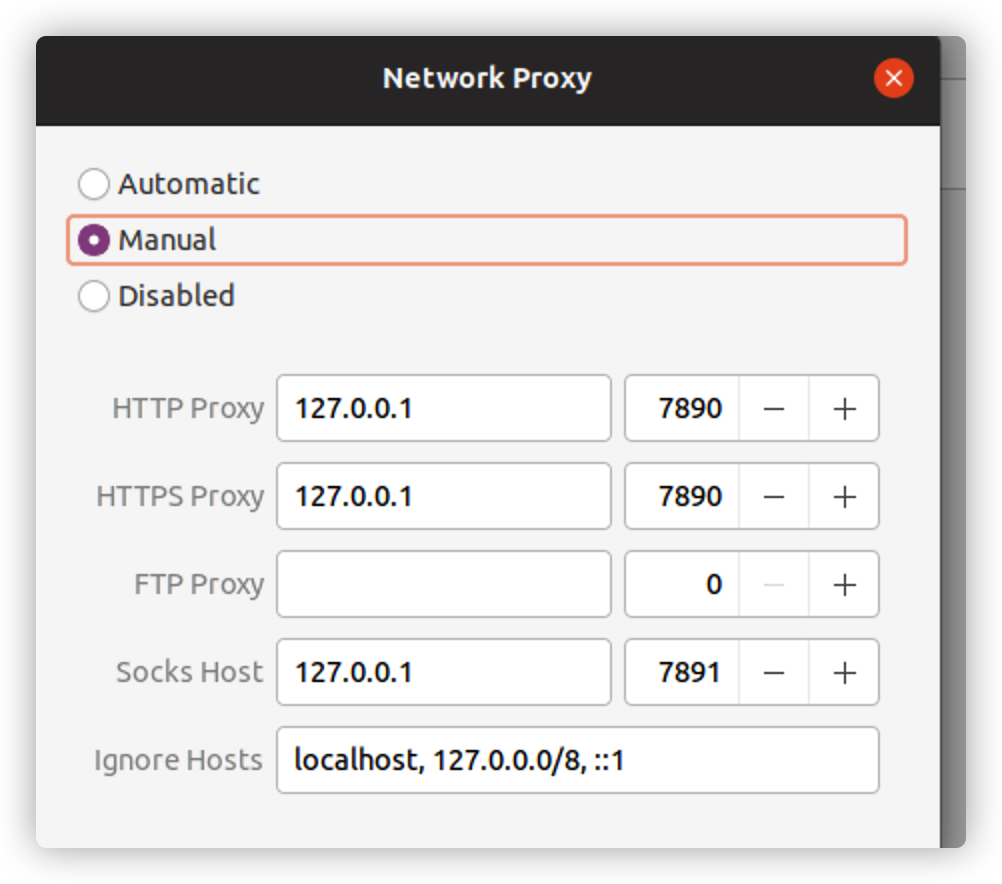 Network Proxy
Automatic
Manual
Disabled
HTTP Proxy 127.0.0.1 7890 − +
HTTPS Proxy 127.0.0.1 7890 − +
FTP Proxy 0 − +
Socks Host 127.0.0.1 7891 − +
Ignore Hosts localhost, 127.0.0.0/8, ::1